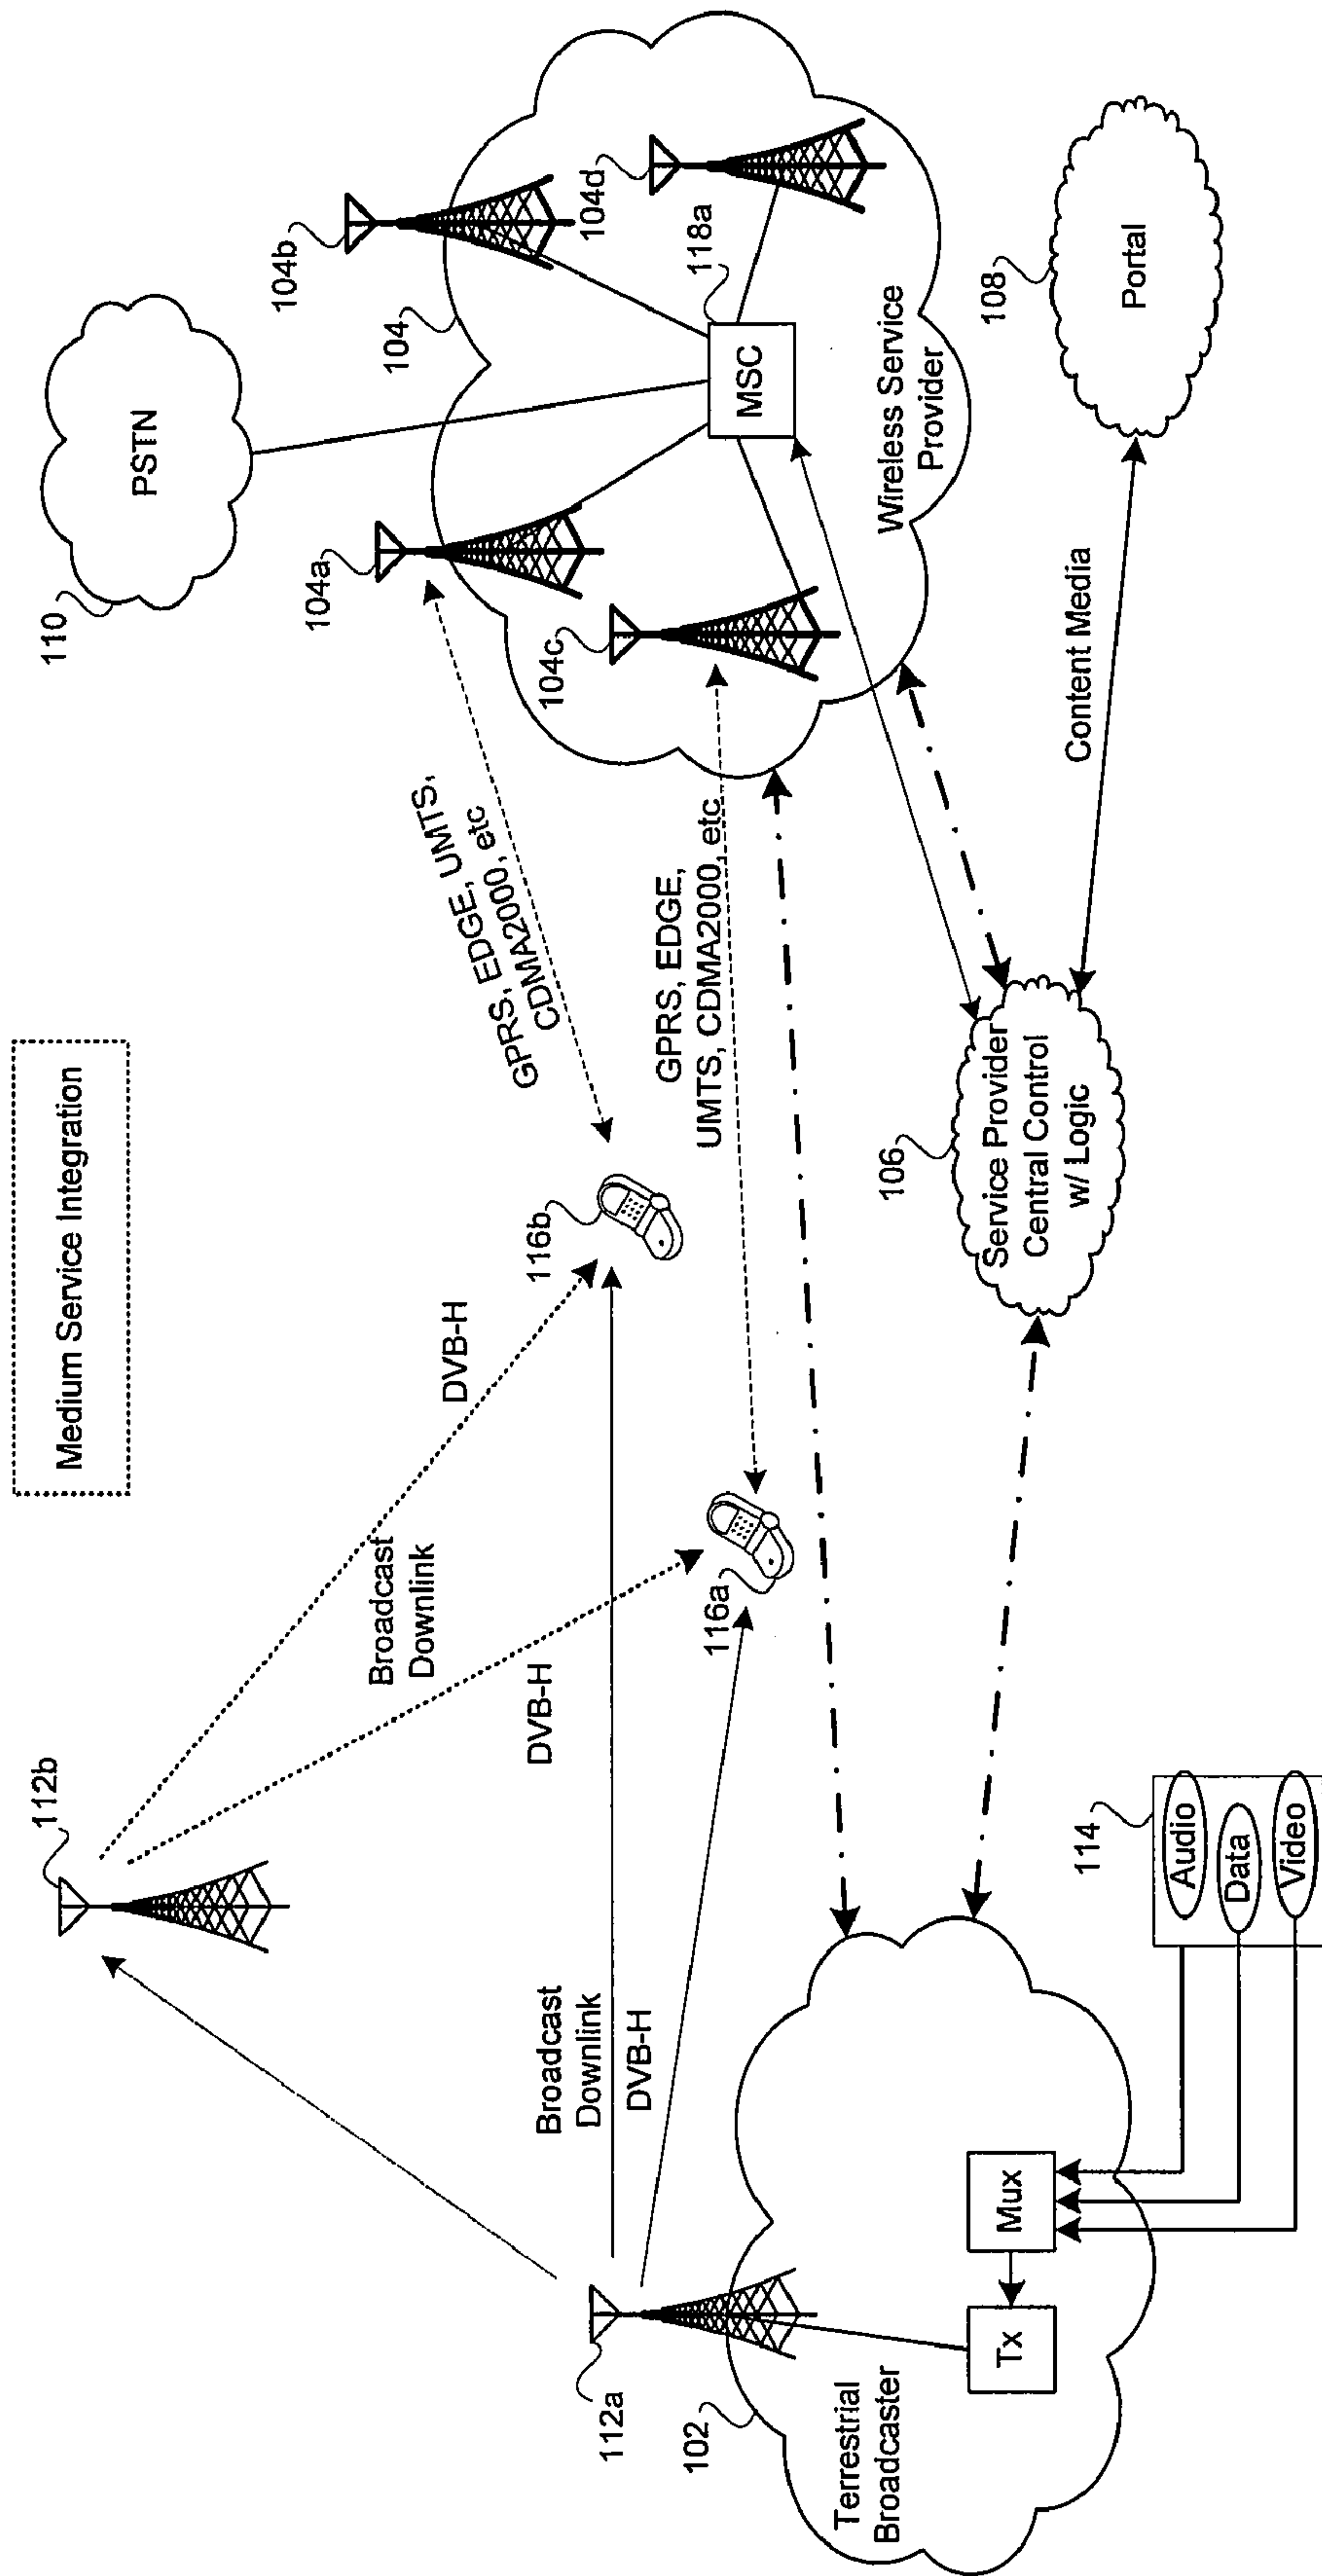 Medium Service Integration
110
PSTN
104b
104
104a
104d
118a
104c
MSC
Wireless Service
Provider
112b
DVB-H
116b
GPRS, EDGE, UMTS,
CDMA2000, etc
Broadcast
Downlink
DVB-H
116a
GPRS, EDGE,
UMTS, CDMA2000, etc
112a
Broadcast
Downlink
DVB-H
102
Terrestrial
Broadcaster
Tx
Mux
114
Audio
Data
Video
106
Service Provider
Central Control
w/ Logic
Content Media
108
Portal